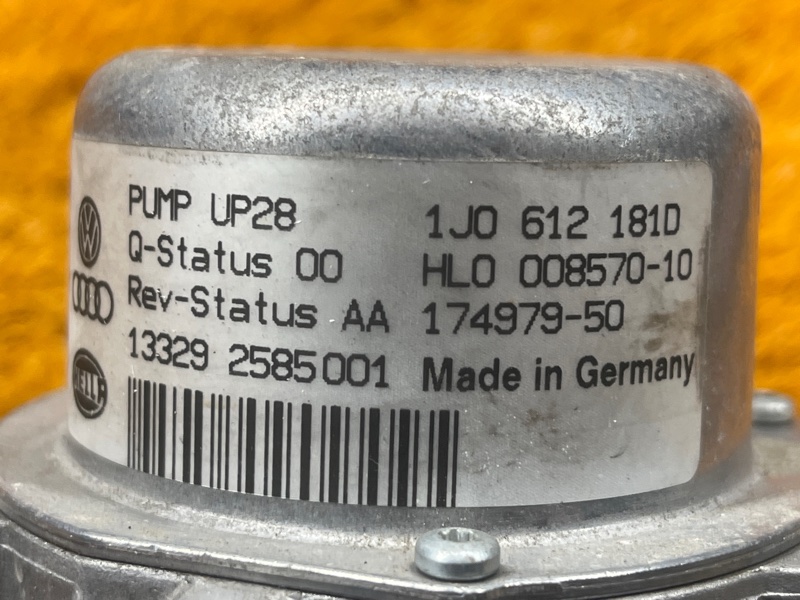 PUMP UP28
Q-Status 00
Rev-Status AA
13329 2585001
1J0 612 181D
HL0 008570-10
174979-50
Made in Germany
HELLA